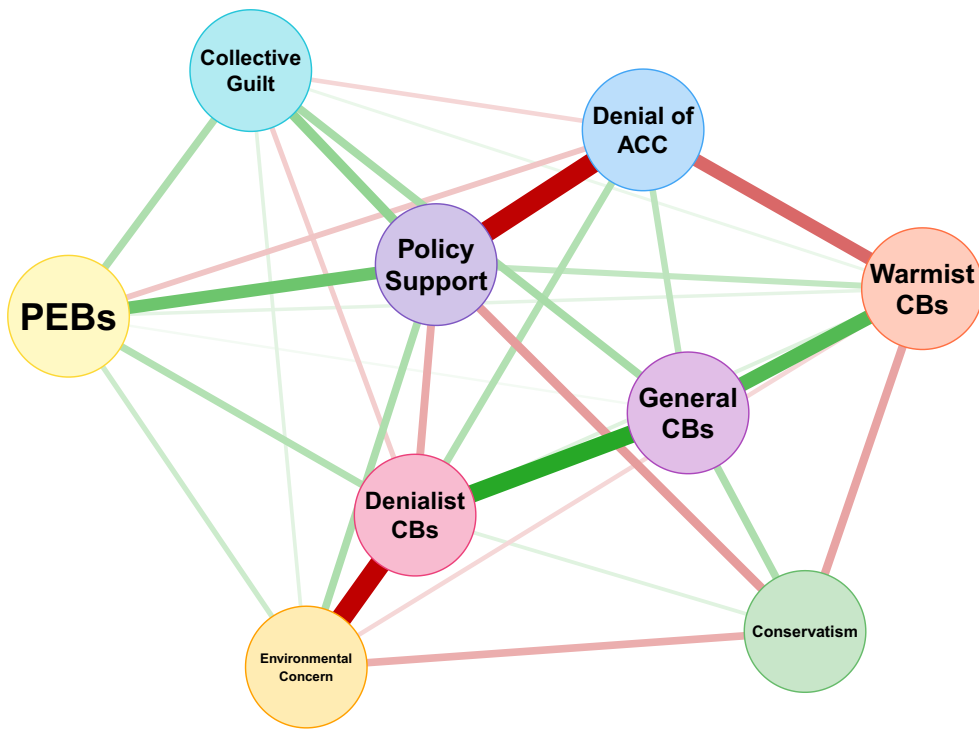 Collective
Guilt
Denial of
ACC
Policy
Support
Warmist
CBs
PEBs
General
CBs
Denialist
CBs
Environmental
Concern
Conservatism